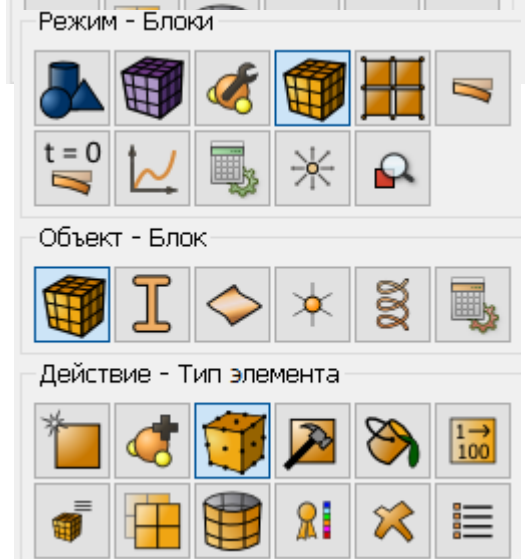 Режим - Блоки
t = 0
Объект - Блок
Действие - Тип элемента
1→
100